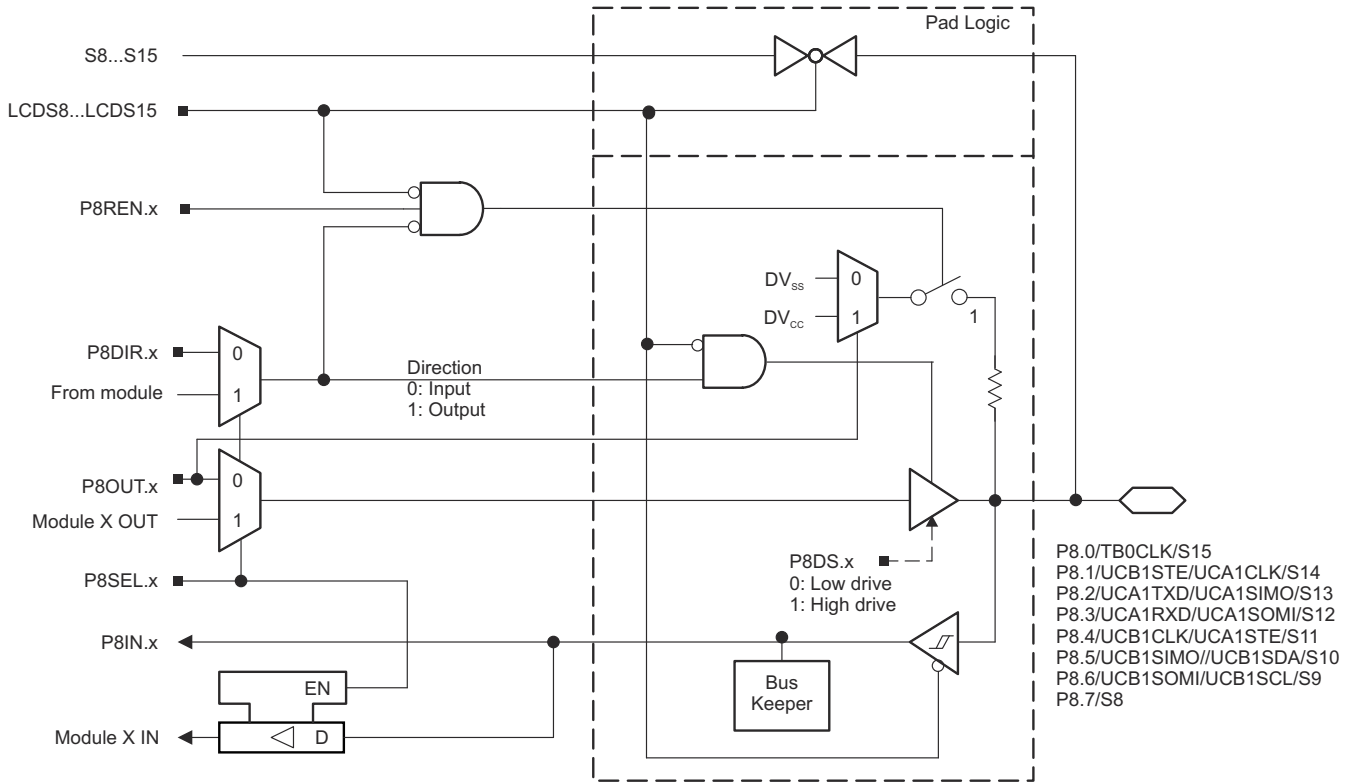 Pad Logic
S8...S15
LCDS8...LCDS15
P8REN.x
DVSS
0
DVCC
1
1
P8DIR.x
0
From module
1
Direction
0: Input
1: Output
P8OUT.x
0
Module X OUT
1
P8SEL.x
P8DS.x
0: Low drive
1: High drive
P8IN.x
Bus
Keeper
EN
D
Module X IN
P8.0/TB0CLK/S15
P8.1/UCB1STE/UCA1CLK/S14
P8.2/UCA1TXD/UCA1SIMO/S13
P8.3/UCA1RXD/UCA1SOMI/S12
P8.4/UCB1CLK/UCA1STE/S11
P8.5/UCB1SIMO//UCB1SDA/S10
P8.6/UCB1SOMI/UCB1SCL/S9
P8.7/S8